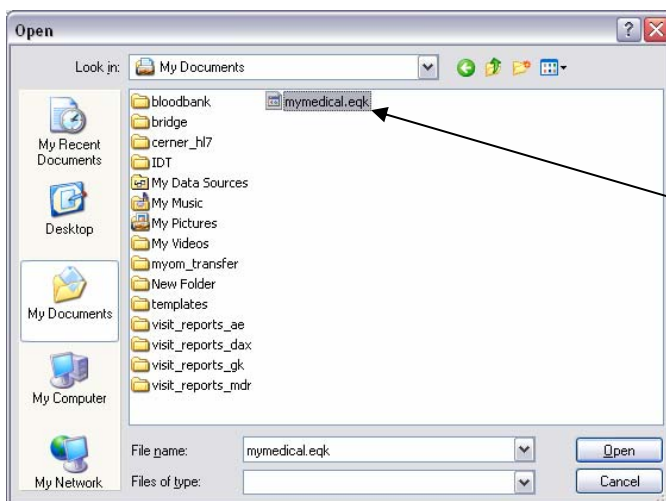 Open
Look in: My Documents
My Recent
Documents
Desktop
My Documents
My Computer
My Network
bloodbank
bridge
cerner_hl7
IDT
My Data Sources
My Music
My Pictures
My Videos
myom_transfer
New Folder
templates
visit_reports_ae
visit_reports_dax
visit_reports_gk
visit_reports_mdr
mymedical.eqk
File name: mymedical.eqk Open
Files of type: Cancel